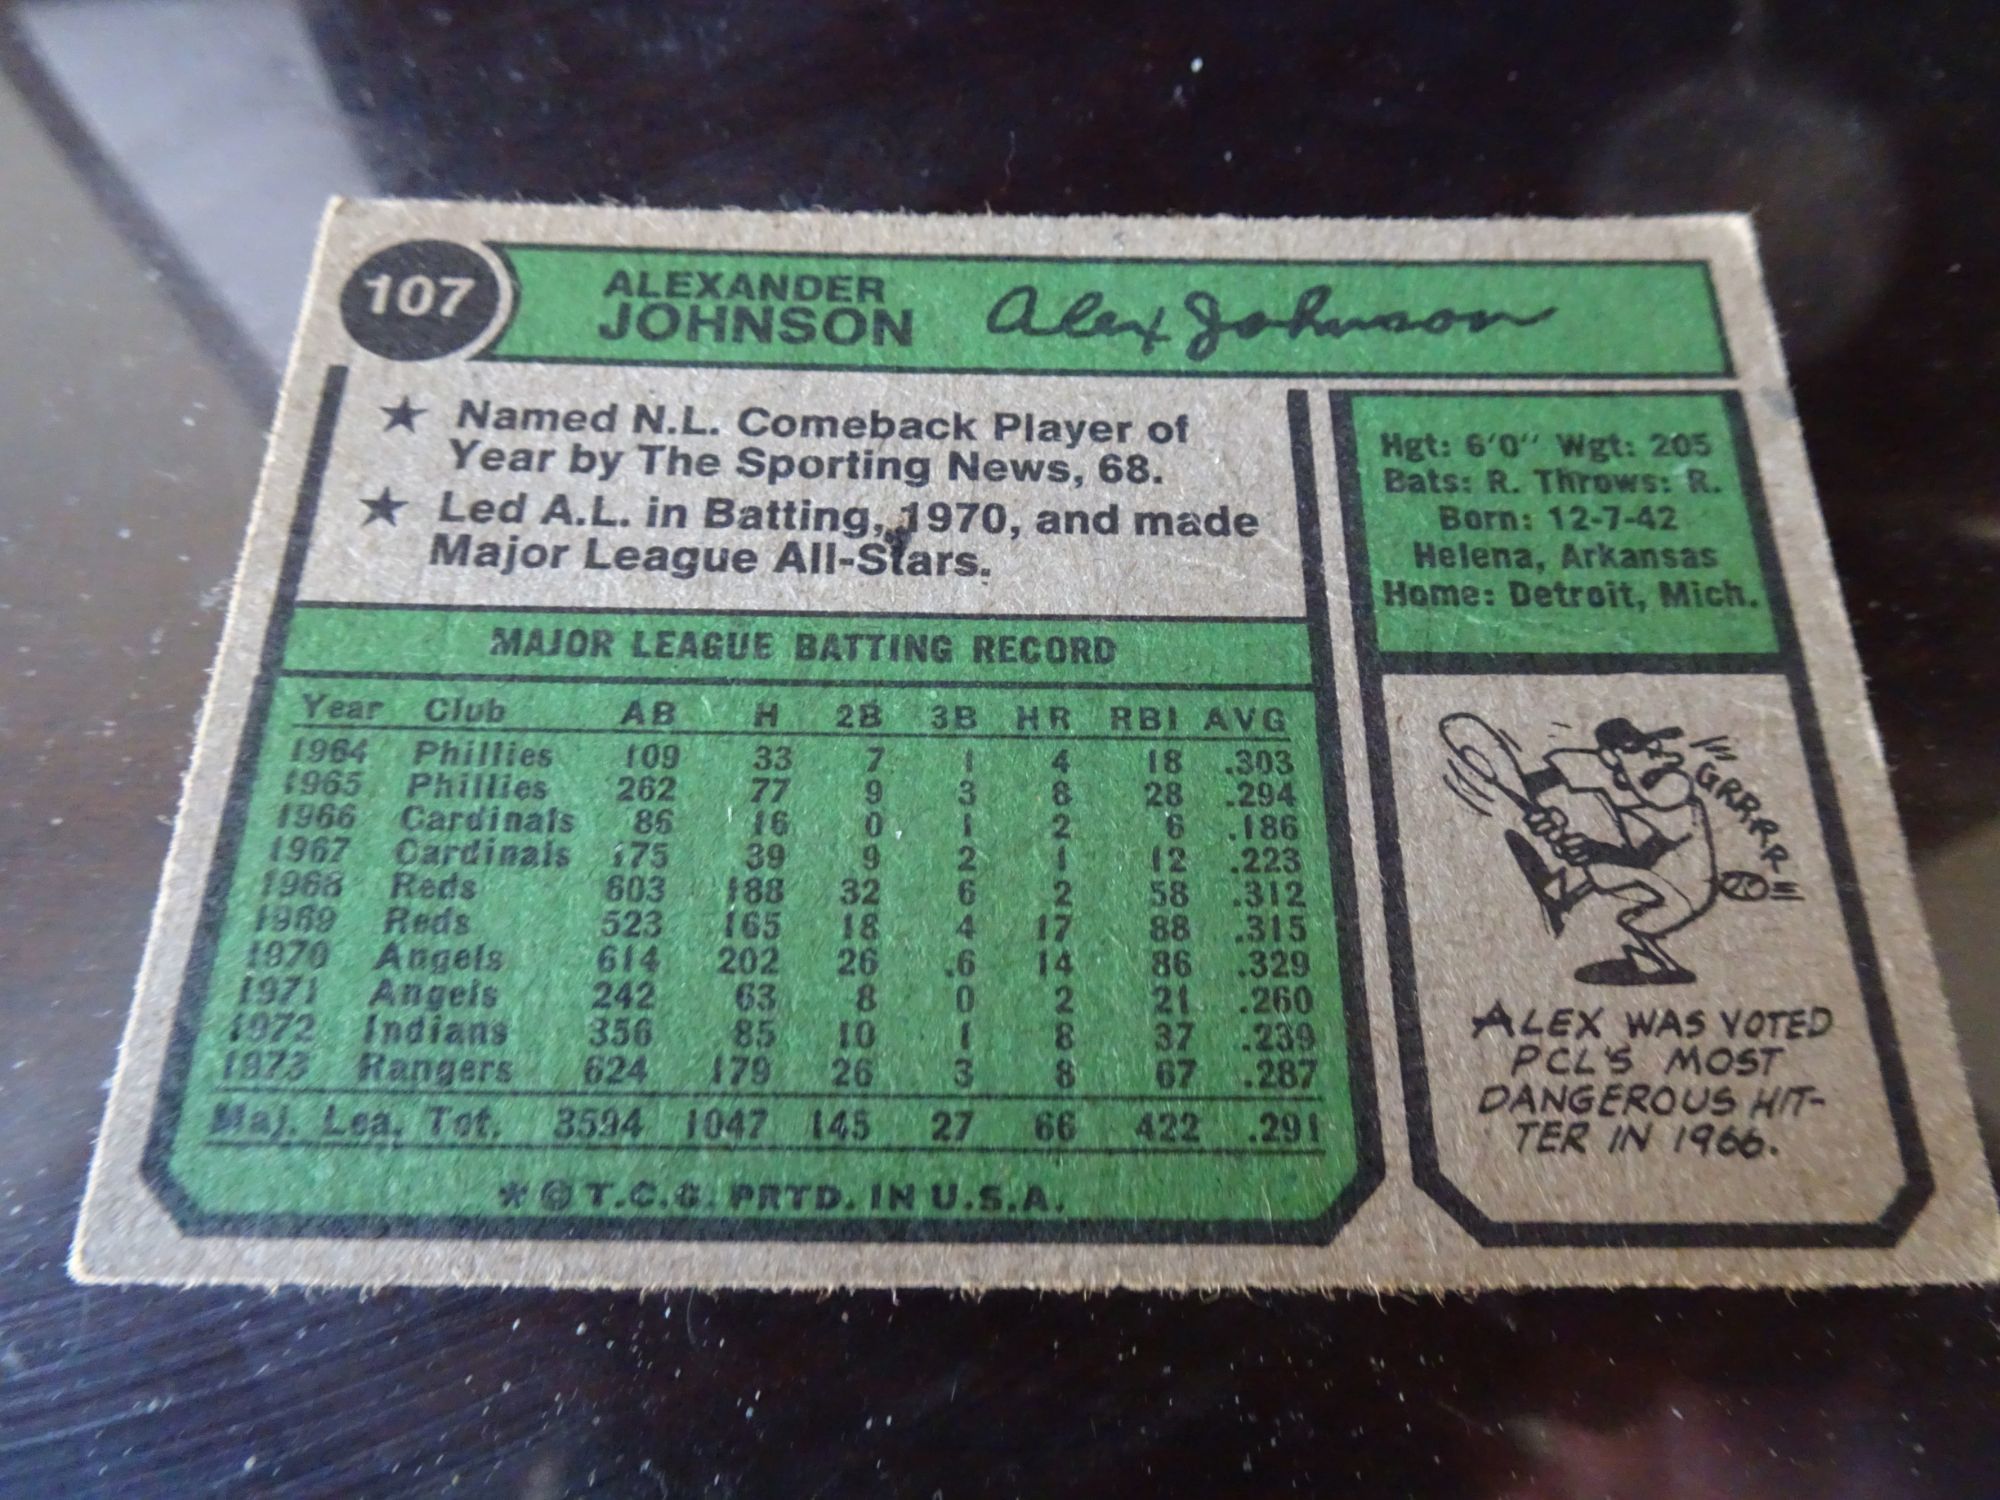 107
ALEXANDER
JOHNSON
Alex Johnson
★ Named N.L. Comeback Player of
Year by The Sporting News, 68.
★ Led A.L. in Batting, 1970, and made
Major League All-Stars.
Hgt: 6'0" Wgt: 205
Bats: R. Throws: R.
Born: 12-7-42
Helena, Arkansas
Home: Detroit, Mich.
MAJOR LEAGUE BATTING RECORD
Year Club AB H 2B 3B HR RBI AVG
1964 Phillies 109 33 7 1 4 18 .303
1965 Phillies 262 77 9 3 8 28 .294
1966 Cardinals 86 16 0 1 2 6 .186
1967 Cardinals 175 39 9 2 1 12 .223
1968 Reds 603 188 32 6 2 58 .312
1969 Reds 523 165 18 4 17 88 .315
1970 Angels 614 202 26 .6 14 86 .329
1971 Angels 242 63 8 0 2 21 .260
1972 Indians 356 85 10 1 8 37 .239
1973 Rangers 624 179 26 3 8 67 .287
Maj. Lea. Tot. 3594 1047 145 27 66 422 .291
★ © T.C.G. PRTD. IN U.S.A.
GRRRRR
ALEX WAS VOTED
PCL'S MOST
DANGEROUS HIT-
TER IN 1966.